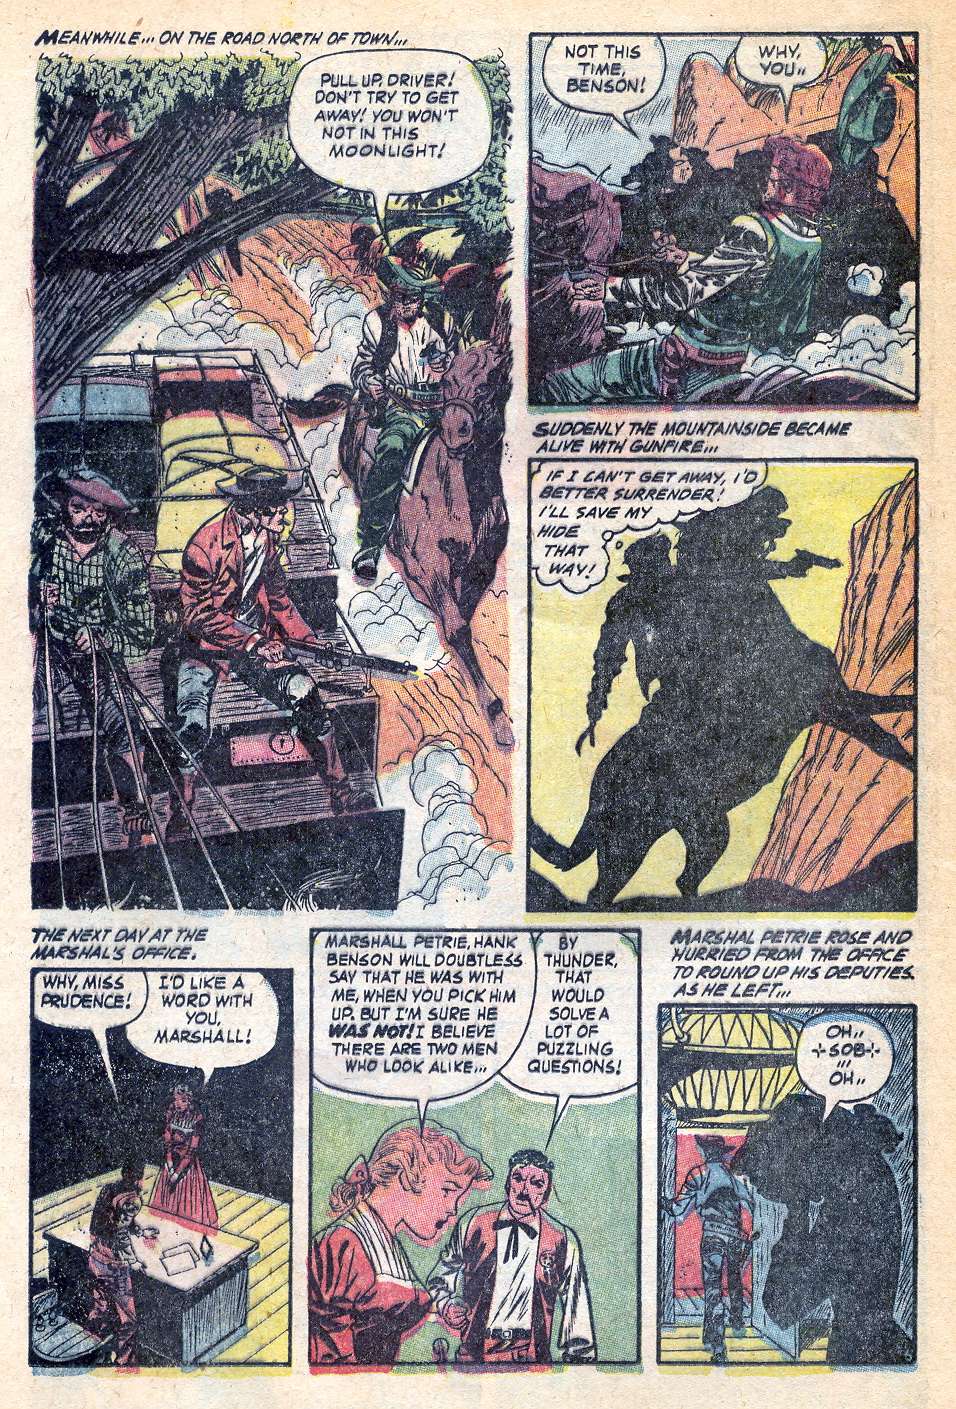 MEANWHILE... ON THE ROAD NORTH OF TOWN...
PULL UP, DRIVER!
DON'T TRY TO GET
AWAY! YOU WON'T
NOT IN THIS
MOONLIGHT!
NOT THIS
TIME,
BENSON!
WHY,
YOU..
SUDDENLY THE MOUNTAINSIDE BECAME
ALIVE WITH GUNFIRE...
IF I CAN'T GET AWAY, I'D
BETTER SURRENDER!
I'LL SAVE MY
HIDE
THAT
WAY!
THE NEXT DAY AT THE
MARSHAL'S OFFICE.
WHY, MISS
PRUDENCE!
I'D LIKE A
WORD WITH
YOU,
MARSHALL!
MARSHALL PETRIE, HANK
BENSON WILL DOUBTLESS
SAY THAT HE WAS WITH
ME, WHEN YOU PICK HIM
UP. BUT I'M SURE HE
WAS NOT! I BELIEVE
THERE ARE TWO MEN
WHO LOOK ALIKE...
BY
THUNDER,
THAT
WOULD
SOLVE A
LOT OF
PUZZLING
QUESTIONS!
MARSHAL PETRIE ROSE AND
HURRIED FROM THE OFFICE
TO ROUND UP HIS DEPUTIES.
AS HE LEFT...
OH..
-SOB-
...
OH..